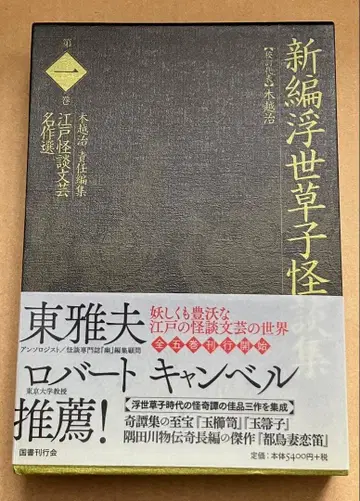 新編浮世草子怪談集
【校訂代表】木越治
第一巻
木越治 責任編集
江戸怪談文芸
名作選
妖しくも豊沃な
江戸の怪談文芸の世界
全五巻刊行開始
東雅夫
アンソロジスト/怪談専門誌「幽」編集顧問
ロバート キャンベル
東京大学教授
推薦!
浮世草子時代の怪奇譚の佳品三作を集成
奇譚集の至宝『玉櫛笥』『玉箒子』
隅田川物伝奇長編の傑作『都鳥妻恋笛』
国書刊行会
定価:本体5400円+税